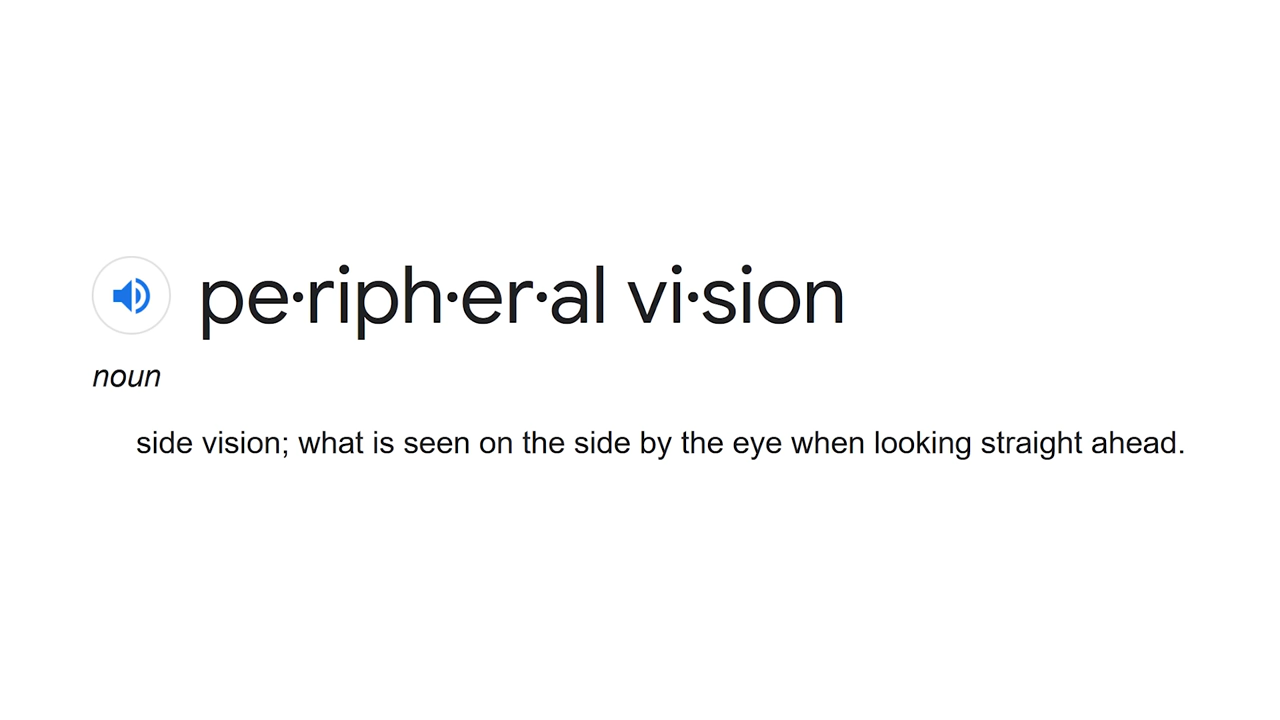 pe·riph·er·al vi·sion
noun
side vision; what is seen on the side by the eye when looking straight ahead.